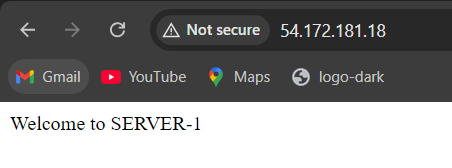 Not secure 54.172.181.18
Gmail YouTube Maps logo-dark
Welcome to SERVER-1